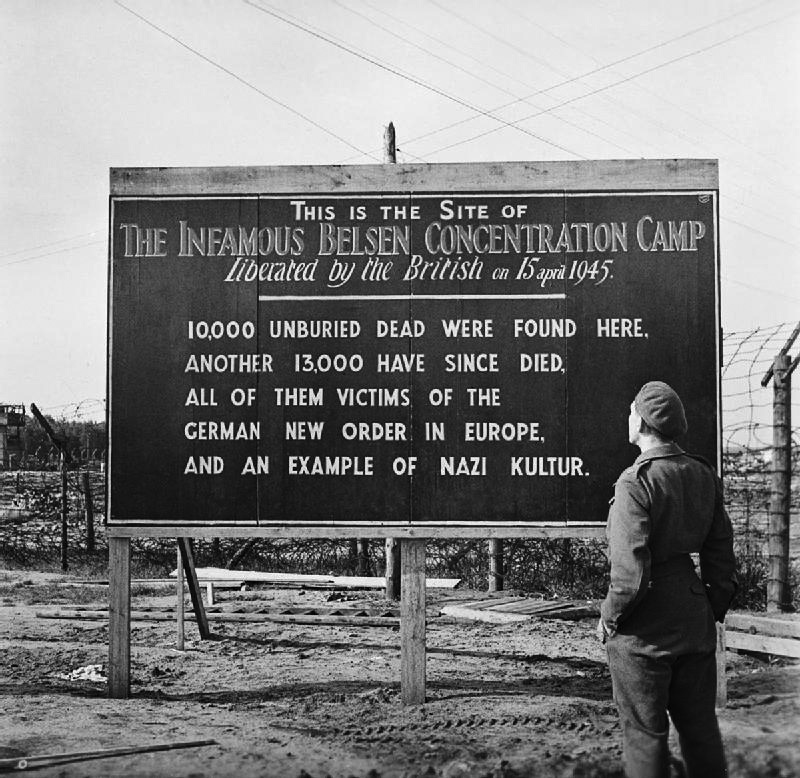 THIS IS THE SITE OF
THE INFAMOUS BELSEN CONCENTRATION CAMP
Liberated by the British on 15 april 1945.
10,000 UNBURIED DEAD WERE FOUND HERE,
ANOTHER 13,000 HAVE SINCE DIED,
ALL OF THEM VICTIMS OF THE
GERMAN NEW ORDER IN EUROPE,
AND AN EXAMPLE OF NAZI KULTUR.